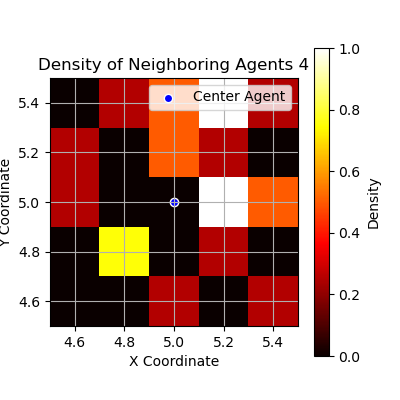 Density of Neighboring Agents 4
Center Agent
5.4
5.2
5.0
4.8
4.6
Y Coordinate
4.6 4.8 5.0 5.2 5.4
X Coordinate
1.0
0.8
0.6
0.4
0.2
0.0
Density